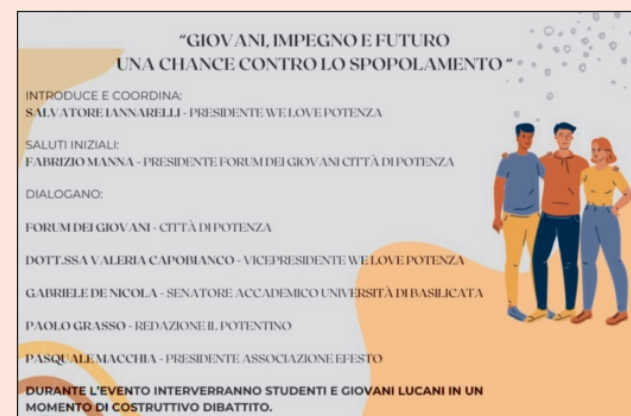 “GIOVANI, IMPEGNO E FUTURO
UNA CHANCE CONTRO LO SPOPOLAMENTO “
INTRODUCE E COORDINA:
SALVATORE IANNARELLI - PRESIDENTE WE LOVE POTENZA
SALUTI INIZIALI:
FABRIZIO MANNA - PRESIDENTE FORUM DEI GIOVANI CITTÀ DI POTENZA
DIALOGANO:
FORUM DEI GIOVANI - CITTÀ DI POTENZA
DOTT.SSA VALERIA CAPOBIANCO - VICEPRESIDENTE WE LOVE POTENZA
GABRIELE DE NICOLA - SENATORE ACCADEMICO UNIVERSITÀ DI BASILICATA
PAOLO GRASSO - REDAZIONE IL POTENTINO
PASQUALE MACCHIA - PRESIDENTE ASSOCIAZIONE EFESTO
DURANTE L’EVENTO INTERVERRANNO STUDENTI E GIOVANI LUCANI IN UN
MOMENTO DI COSTRUTTIVO DIBATTITO.